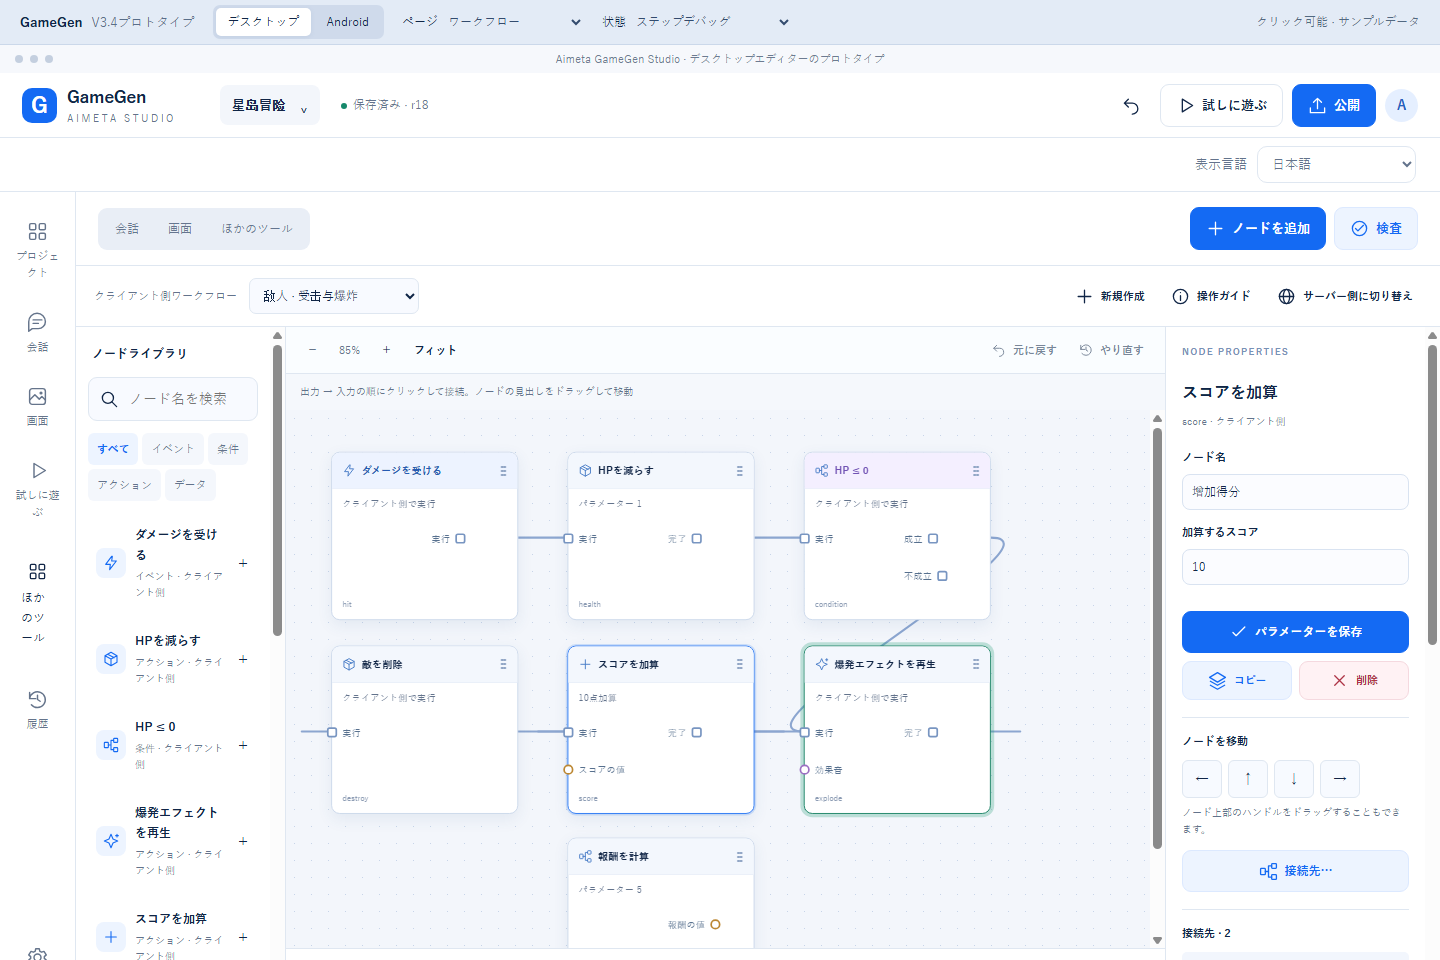 GameGen V3.4プロトタイプ デスクトップ Android ページ ワークフロー 状態 ステップデバッグ クリック可能 · サンプルデータ
Aimeta GameGen Studio · デスクトップエディターのプロトタイプ
G GameGen
AIMETA STUDIO
星岛冒险
保存済み · r18
試しに遊ぶ
公開
A
表示言語 日本語
プロジェ
クト
会話
画面
試しに遊
ぶ
ほか
のツ
ール
履歴
会話 画面 ほかのツール
ノードを追加
検査
クライアント側ワークフロー 敌人 · 受击与爆炸
新規作成 操作ガイド サーバー側に切り替え
ノードライブラリ
ノード名を検索
すべて イベント 条件
アクション データ
ダメージを受け
る
イベント · クライア
ント側
+
HPを減らす
アクション · クライ
アント側
+
HP ≤ 0
条件 · クライアント
側
+
爆発エフェクト
を再生
アクション · クライ
アント側
+
スコアを加算
アクション · クライ
アント側
+
− 85% + フィット
元に戻す やり直す
出力 → 入力の順にクリックして接続。ノードの見出しをドラッグして移動
ダメージを受ける
クライアント側で実行
実行
hit
HPを減らす
パラメーター 1
実行 完了
health
HP ≤ 0
クライアント側で実行
実行 成立
不成立
condition
敵を削除
クライアント側で実行
実行
destroy
スコアを加算
10点加算
実行 完了
スコアの値
score
爆発エフェクトを再生
クライアント側で実行
実行 完了
効果音
explode
報酬を計算
パラメーター 5
報酬の値
NODE PROPERTIES
スコアを加算
score · クライアント側
ノード名
增加得分
加算するスコア
10
パラメーターを保存
コピー 削除
ノードを移動
← ↑ ↓ →
ノード上部のハンドルをドラッグすることもでき
ます。
接続先…
接続先 · 2